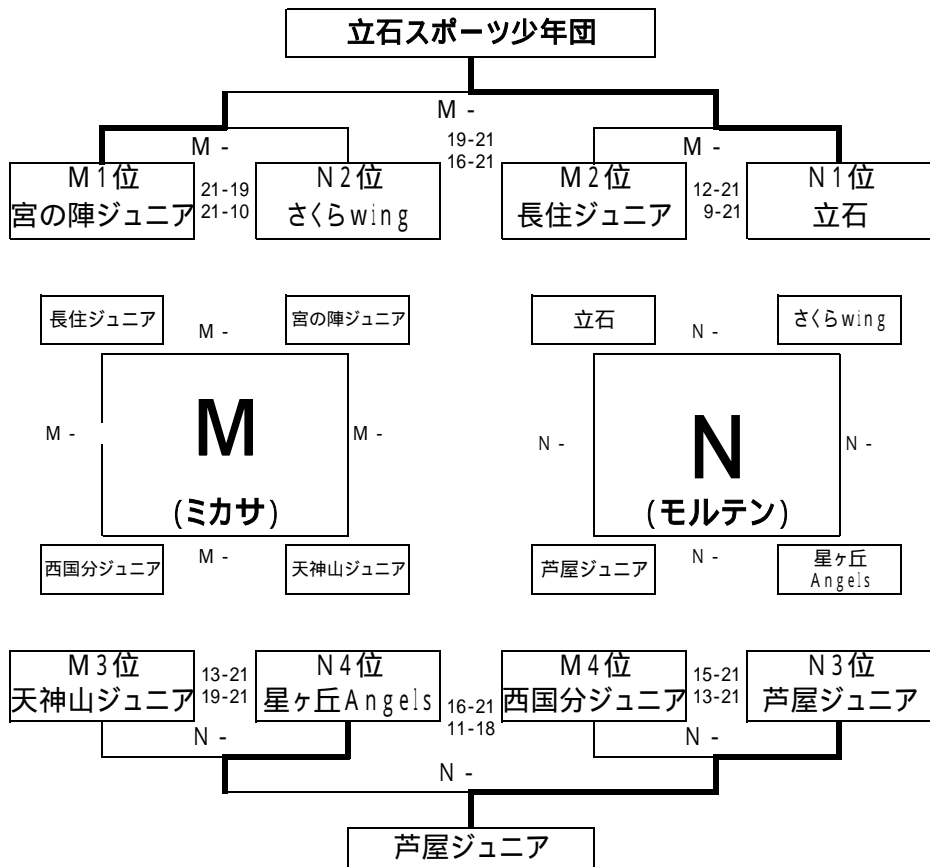 立石スポーツ少年団
M -
19-21
16-21
M -
M -
M1位
宮の陣ジュニア
21-19
21-10
N2位
さくらwing
M2位
長住ジュニア
12-21
9-21
N1位
立石
長住ジュニア
M -
宮の陣ジュニア
立石
N -
さくらwing
M -
M
(ミカサ)
M -
N -
N
(モルテン)
N -
西国分ジュニア
M -
天神山ジュニア
芦屋ジュニア
N -
星ヶ丘
Angels
M3位
天神山ジュニア
13-21
19-21
N4位
星ヶ丘Angels
16-21
11-18
M4位
西国分ジュニア
15-21
13-21
N3位
芦屋ジュニア
N -
N -
N -
芦屋ジュニア